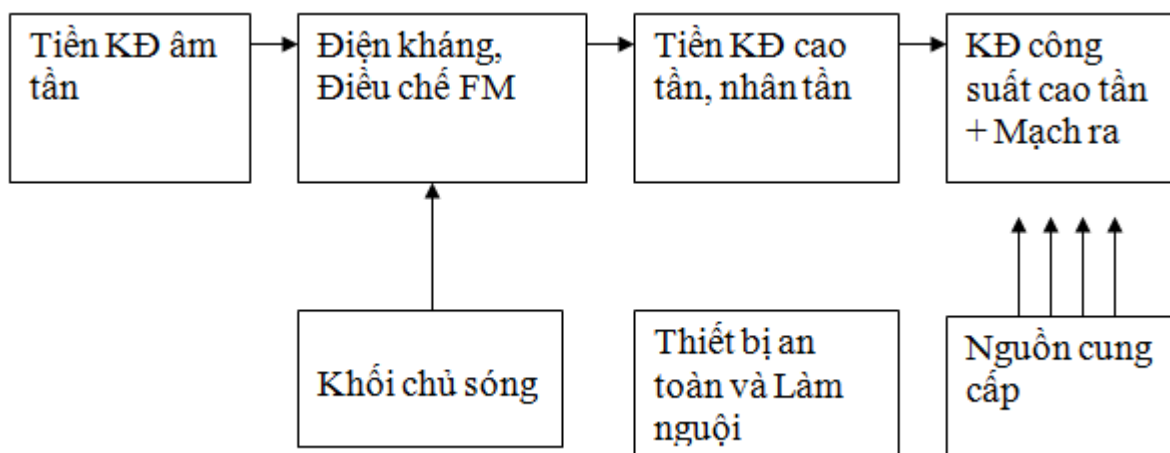 Tiền KĐ âm
tần
Điện kháng,
Điều chế FM
Tiền KĐ cao
tần, nhân tần
KĐ công
suất cao tần
+ Mạch ra
Khối chủ sóng
Thiết bị an
toàn và Làm
nguội
Nguồn cung
cấp